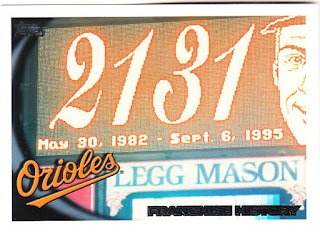 Topps
2131
May 30, 1982 - Sept. 6, 1995
Orioles
LEGG MASON
FRANCHISE HISTORY